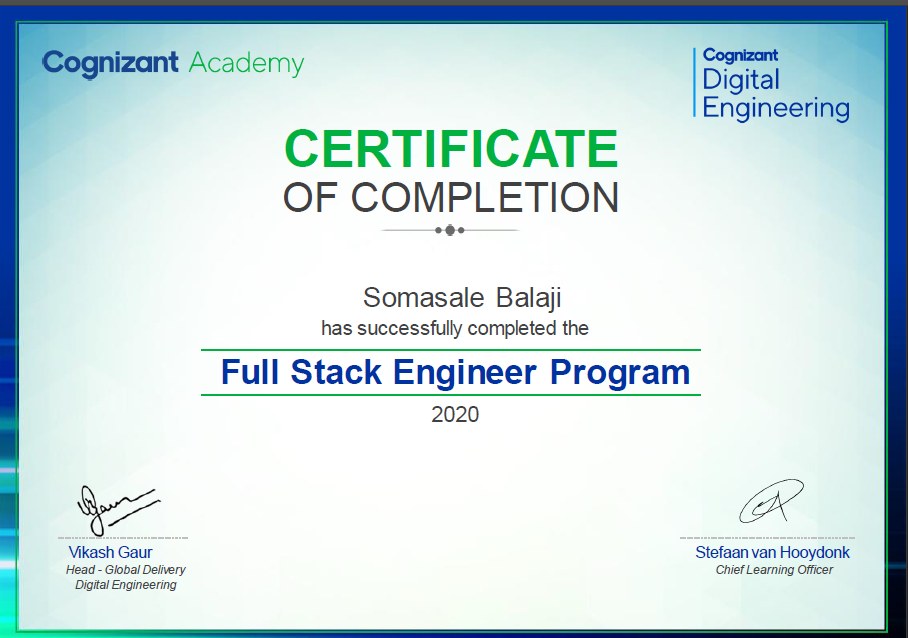 Cognizant Academy
Cognizant
Digital
Engineering
CERTIFICATE
OF COMPLETION
Somasale Balaji
has successfully completed the
Full Stack Engineer Program
2020
Vikash Gaur
Head - Global Delivery
Digital Engineering
Stefaan van Hooydonk
Chief Learning Officer